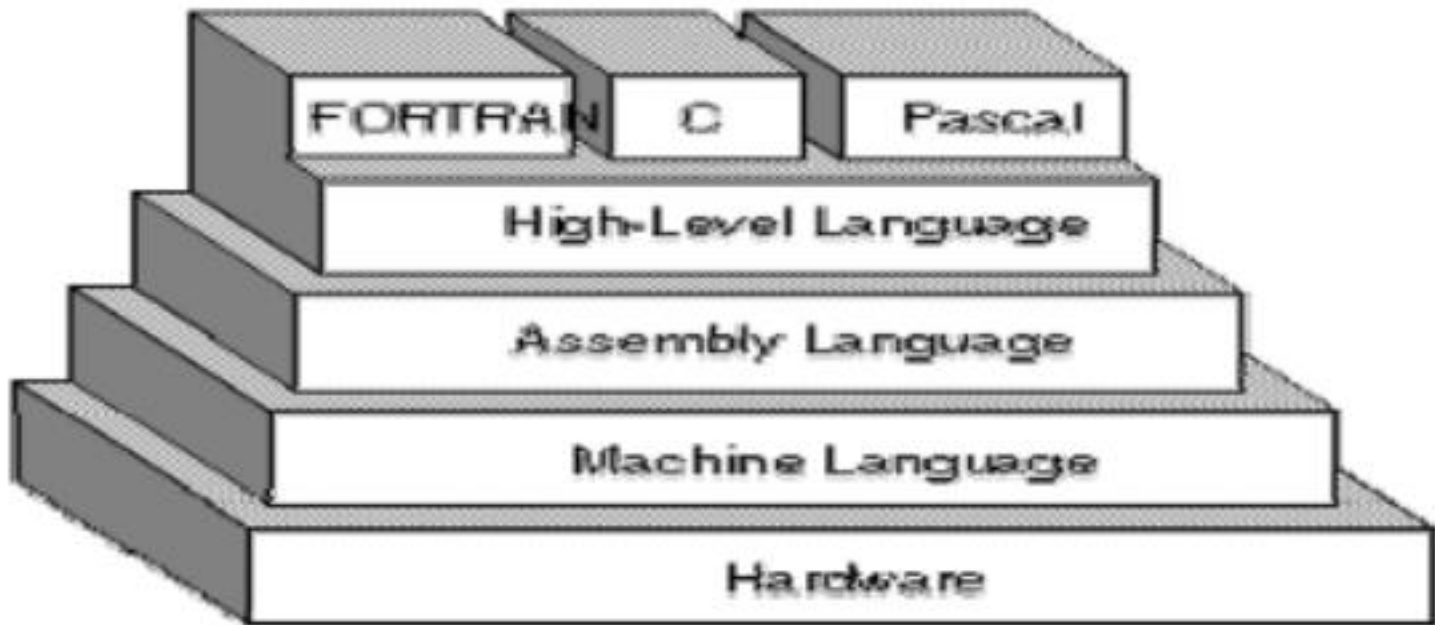 FORTRAN C Pascal
High-Level Language
Assembly Language
Machine Language
Hardware